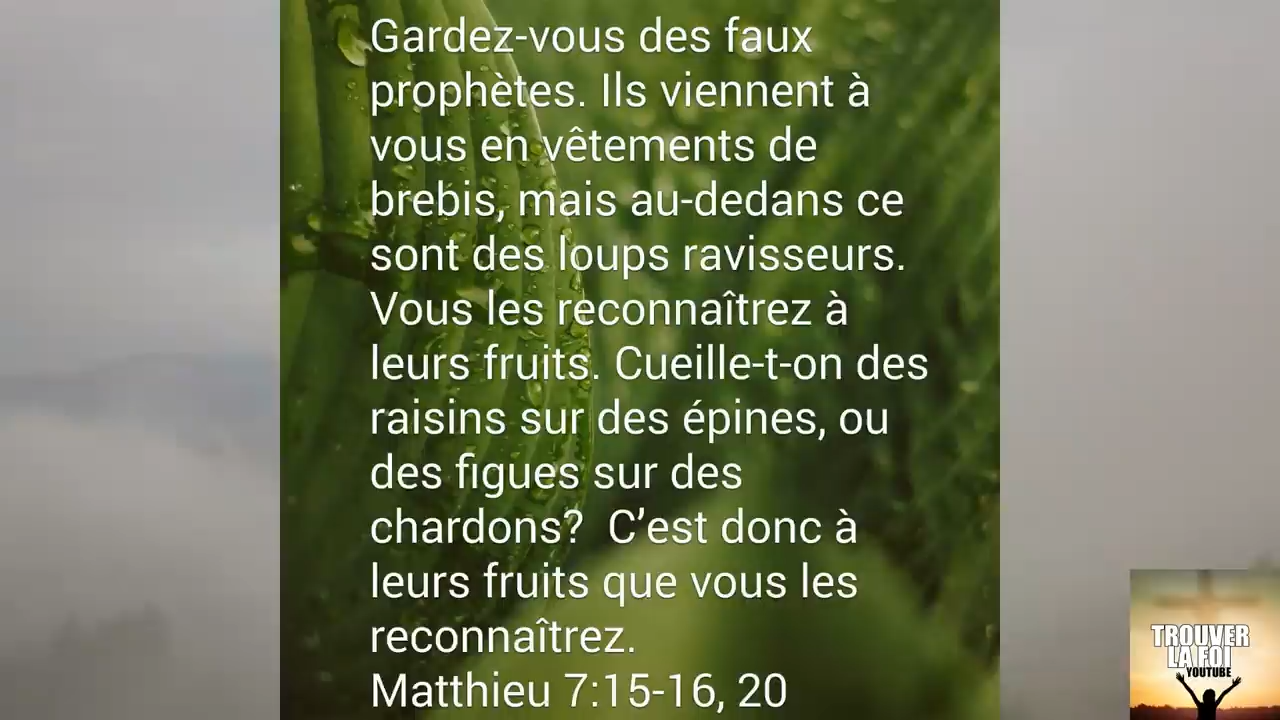 Gardez-vous des faux
prophètes. Ils viennent à
vous en vêtements de
brebis, mais au-dedans ce
sont des loups ravisseurs.
Vous les reconnaîtrez à
leurs fruits. Cueille-t-on des
raisins sur des épines, ou
des figues sur des
chardons?  C’est donc à
leurs fruits que vous les
reconnaîtrez.
Matthieu 7:15-16, 20
TROUVER
LA FOI
YOUTUBE